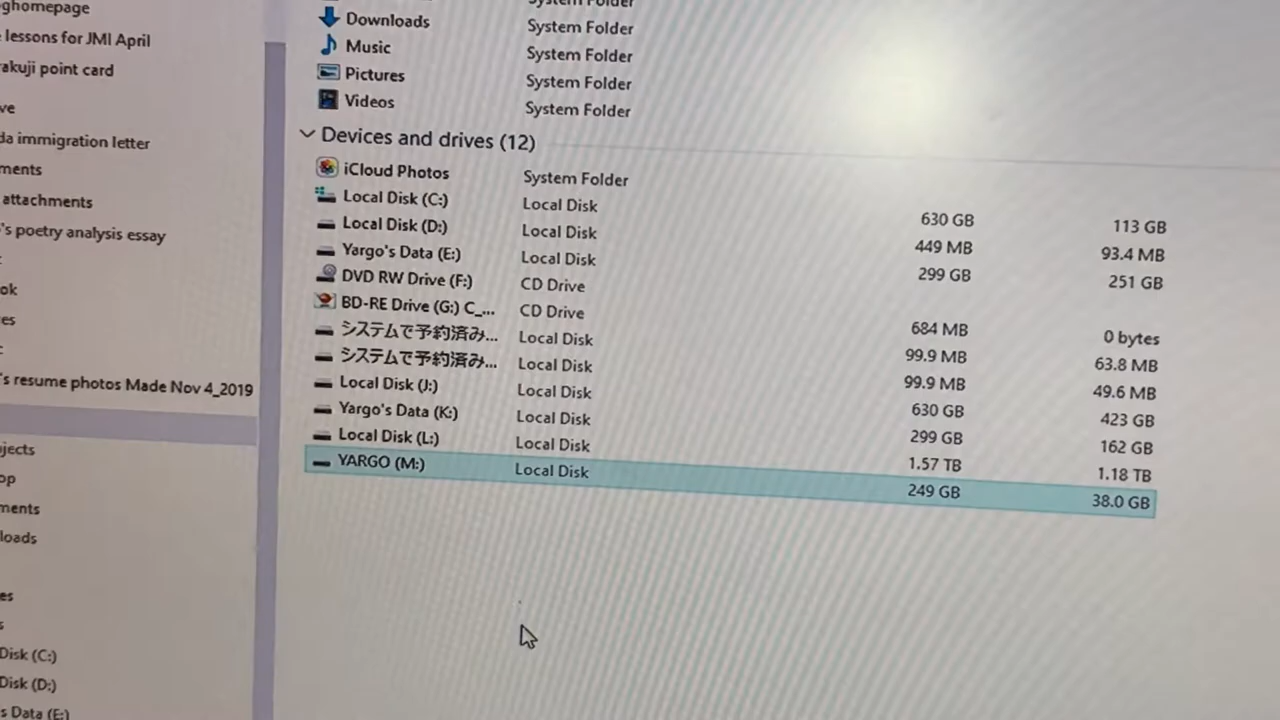 ghomepage
lessons for JMI April
akuji point card
ve
da immigration letter
ments
attachments
's poetry analysis essay
ok
es
's resume photos Made Nov 4_2019
jects
op
ments
loads
es
s
Disk (C:)
Disk (D:)
s Data (E:)
System Folder
Downloads System Folder
Music System Folder
Pictures System Folder
Videos System Folder
Devices and drives (12)
iCloud Photos System Folder
Local Disk (C:) Local Disk 630 GB 113 GB
Local Disk (D:) Local Disk 449 MB 93.4 MB
Yargo's Data (E:) Local Disk 299 GB 251 GB
DVD RW Drive (F:) CD Drive
BD-RE Drive (G:) C_... CD Drive 684 MB 0 bytes
システムで予約済み... Local Disk 99.9 MB 63.8 MB
システムで予約済み... Local Disk 99.9 MB 49.6 MB
Local Disk (J:) Local Disk 630 GB 423 GB
Yargo's Data (K:) Local Disk 299 GB 162 GB
Local Disk (L:) Local Disk 1.57 TB 1.18 TB
YARGO (M:) Local Disk 249 GB 38.0 GB